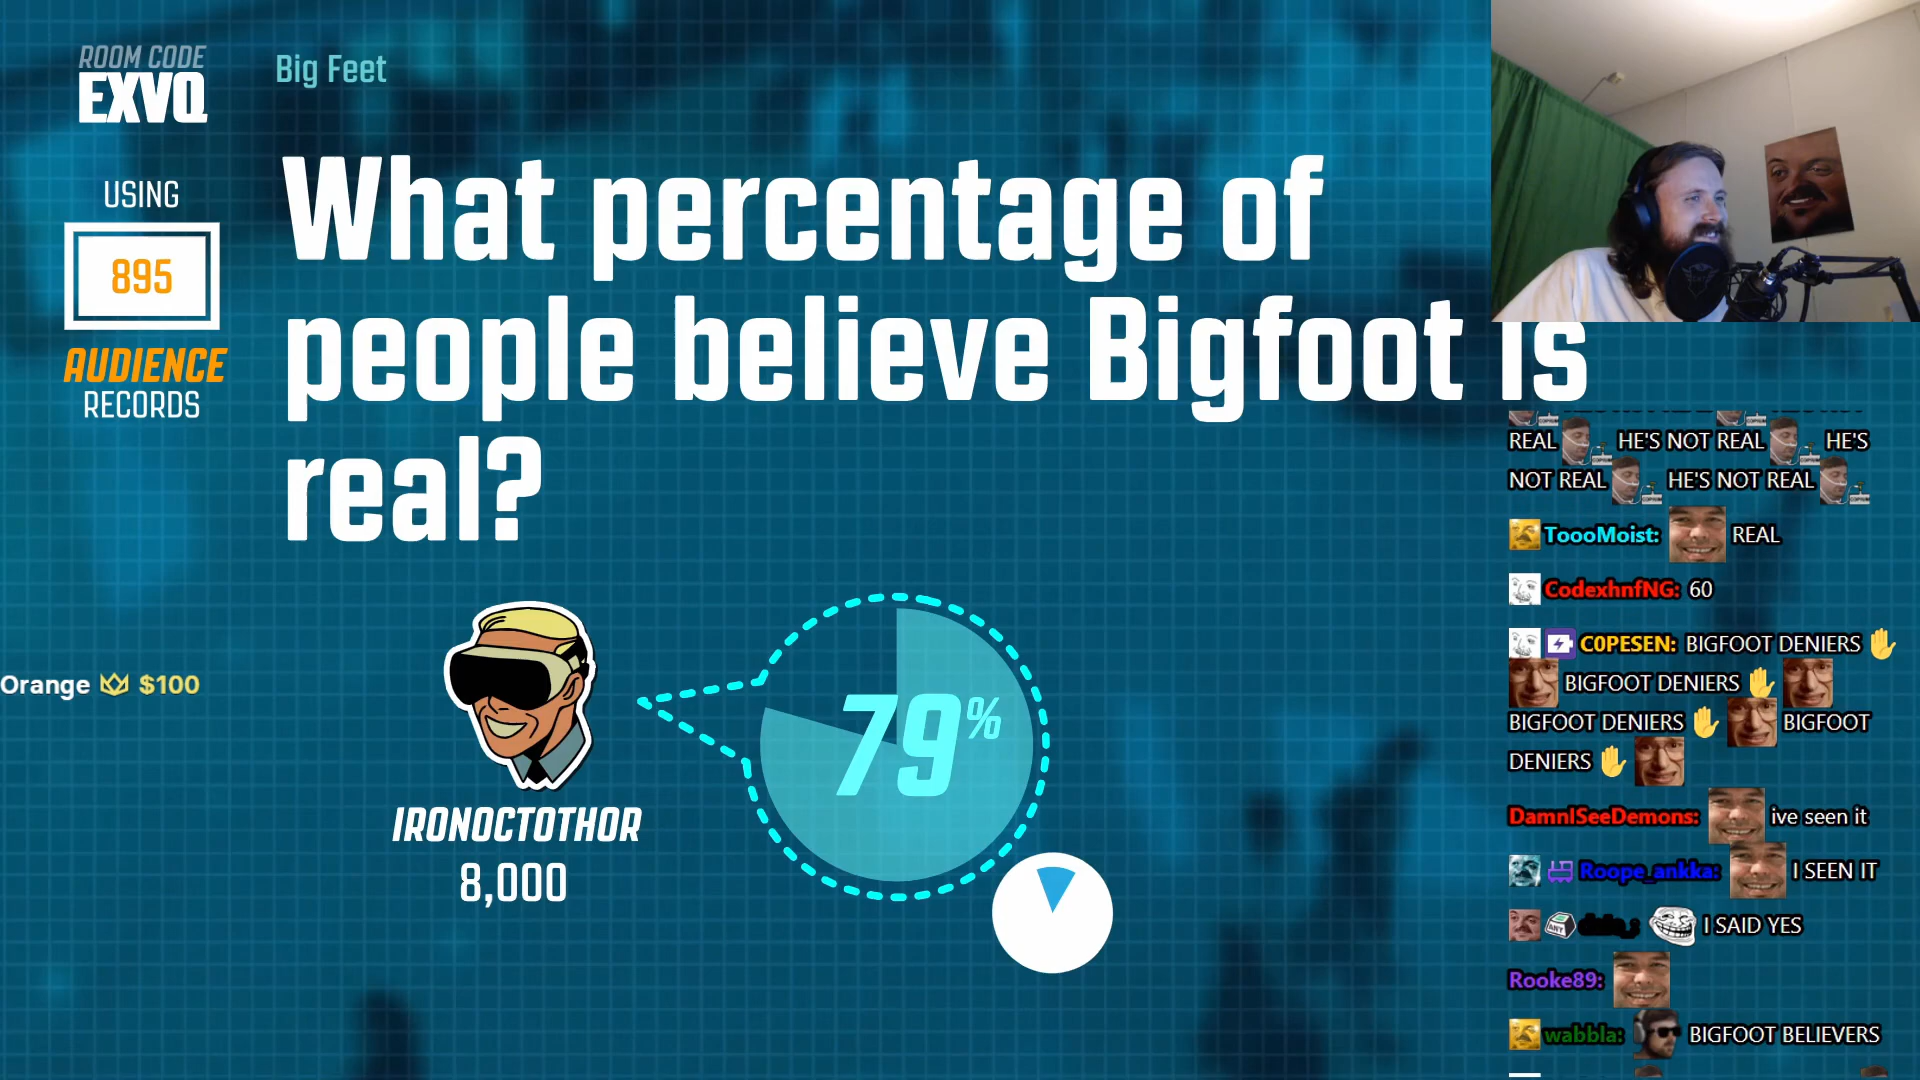 ROOM CODE
EXVQ
Big Feet
USING
895
AUDIENCE
RECORDS
What percentage of
people believe Bigfoot is
real?
Orange $100
79%
IRONOCTOTHOR
8,000
REAL HE'S NOT REAL HE'S
NOT REAL HE'S NOT REAL
ToooMoist: REAL
CodexhnfNG: 60
C0PESEN: BIGFOOT DENIERS
BIGFOOT DENIERS
BIGFOOT DENIERS BIGFOOT
DENIERS
DamnISeeDemons: ive seen it
Roope_ankka: I SEEN IT
ANY
I SAID YES
Rooke89:
wabbla: BIGFOOT BELIEVERS